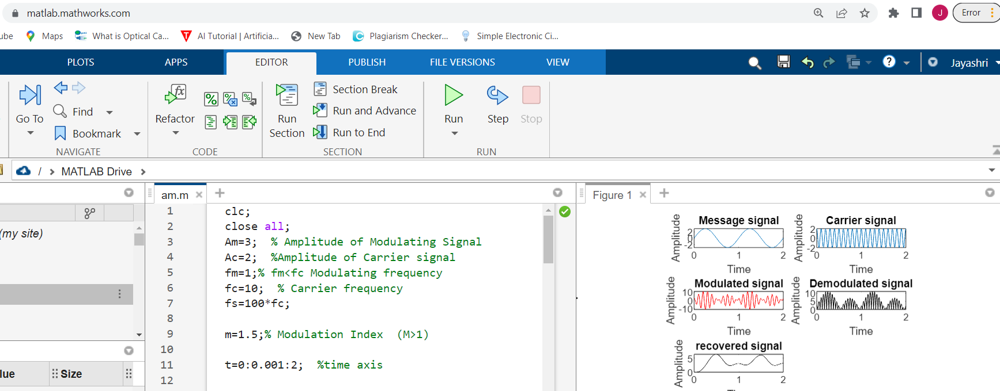 matlab.mathworks.com
J
Error
ube
Maps
What is Optical Ca...
AI Tutorial | Artificia...
New Tab
Plagiarism Checker...
Simple Electronic Ci...
PLOTS
APPS
EDITOR
PUBLISH
FILE VERSIONS
VIEW
Jayashri
Go To
Find
Bookmark
NAVIGATE
Refactor
CODE
Run Section
Section Break
Run and Advance
Run to End
SECTION
Run
Step
Stop
RUN
/ > MATLAB Drive >
am.m
Figure 1
(my site)
lue
Size
1 clc;
2 close all;
3 Am=3; % Amplitude of Modulating Signal
4 Ac=2; %Amplitude of Carrier signal
5 fm=1;% fm<fc Modulating frequency
6 fc=10; % Carrier frequency
7 fs=100*fc;
8
9 m=1.5;% Modulation Index (M>1)
10
11 t=0:0.001:2; %time axis
12
Message signal
Amplitude
2
0
-2
0 1 2
Time
Carrier signal
Amplitude
2
0
-2
0 1 2
Time
Modulated signal
Amplitude
10
0
-10
0 1 2
Time
Demodulated signal
Amplitude
10
5
0
0 1 2
Time
recovered signal
Amplitude
5
0
0 1 2